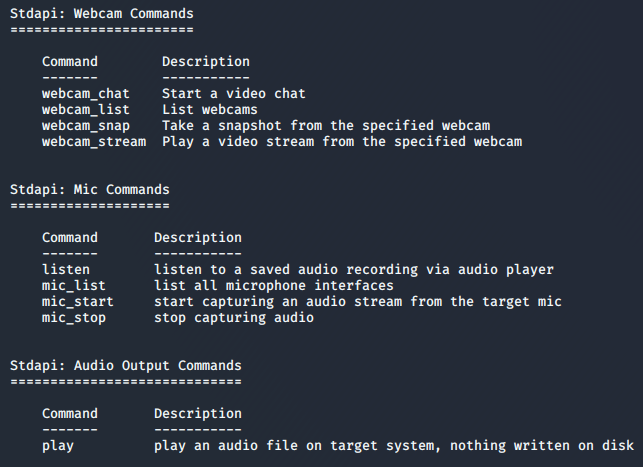 Stdapi: Webcam Commands
=======================
Command Description
------- -----------
webcam_chat Start a video chat
webcam_list List webcams
webcam_snap Take a snapshot from the specified webcam
webcam_stream Play a video stream from the specified webcam
Stdapi: Mic Commands
====================
Command Description
------- -----------
listen listen to a saved audio recording via audio player
mic_list list all microphone interfaces
mic_start start capturing an audio stream from the target mic
mic_stop stop capturing audio
Stdapi: Audio Output Commands
=============================
Command Description
------- -----------
play play an audio file on target system, nothing written on disk